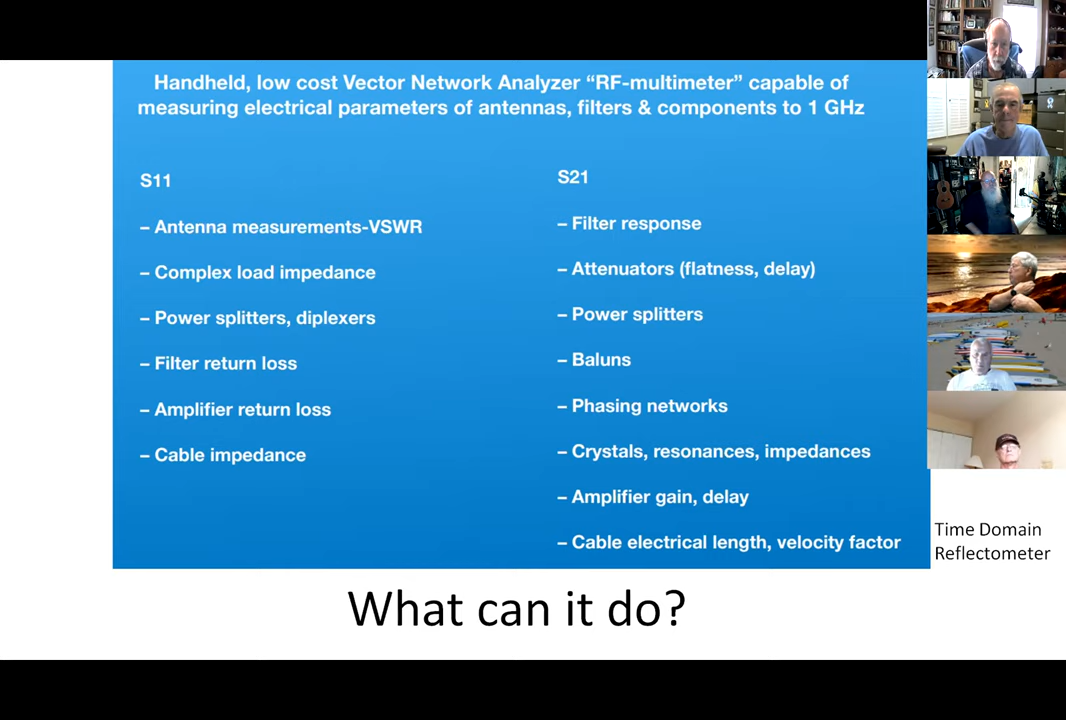 Handheld, low cost Vector Network Analyzer “RF-multimeter” capable of
measuring electrical parameters of antennas, filters & components to 1 GHz
S11
– Antenna measurements-VSWR
– Complex load impedance
– Power splitters, diplexers
– Filter return loss
– Amplifier return loss
– Cable impedance
S21
– Filter response
– Attenuators (flatness, delay)
– Power splitters
– Baluns
– Phasing networks
– Crystals, resonances, impedances
– Amplifier gain, delay
– Cable electrical length, velocity factor
Time Domain
Reflectometer
What can it do?